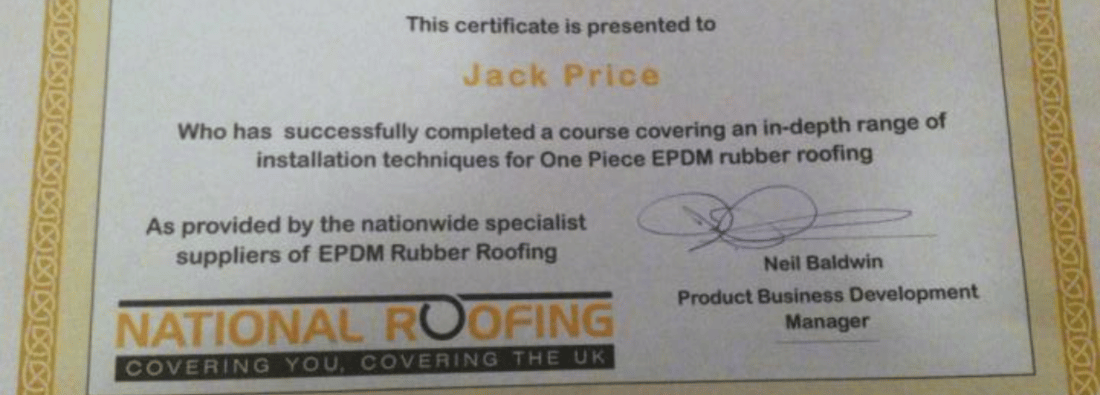 This certificate is presented to
Jack Price
Who has successfully completed a course covering an in-depth range of
installation techniques for One Piece EPDM rubber roofing
As provided by the nationwide specialist
suppliers of EPDM Rubber Roofing
NATIONAL ROOFING
COVERING YOU, COVERING THE UK
Neil Baldwin
Product Business Development
Manager